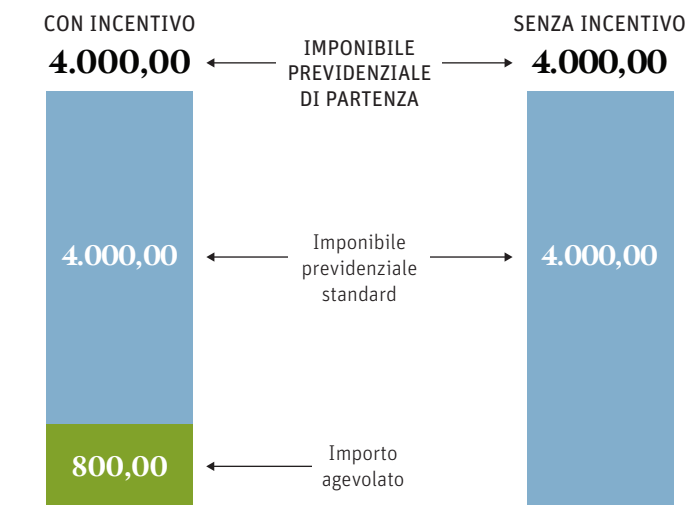 CON INCENTIVO
4.000,00
IMPONIBILE
PREVIDENZIALE
DI PARTENZA
SENZA INCENTIVO
4.000,00
4.000,00
Imponibile
previdenziale
standard
4.000,00
800,00
Importo
agevolato